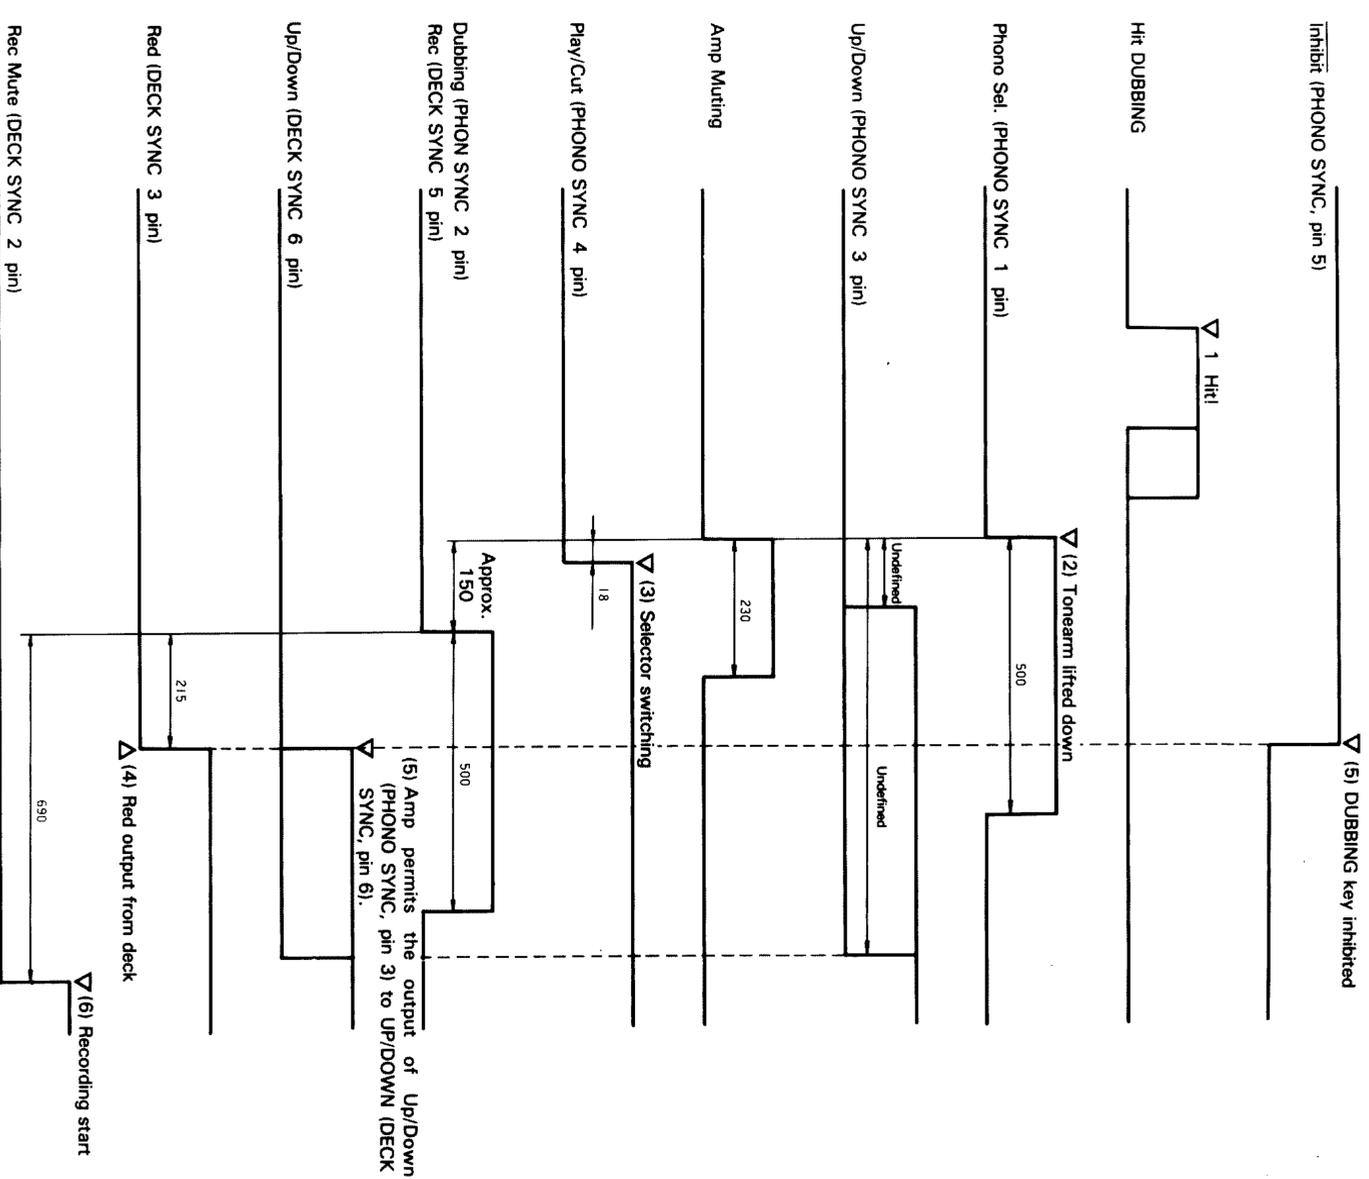 Inhibit (PHONO SYNC, pin 5)
▽ (5) DUBBING key inhibited
Hit DUBBING
▽ 1 Hit!
Phono Sel. (PHONO SYNC 1 pin)
▽ (2) Tonearm lifted down
500
Up/Down (PHONO SYNC 3 pin)
Undefined
Undefined
Amp Muting
230
Play/Cut (PHONO SYNC 4 pin)
▽ (3) Selector switching
18
Dubbing (PHON SYNC 2 pin)
Rec (DECK SYNC 5 pin)
Approx.
150
500
Up/Down (DECK SYNC 6 pin)
(5) Amp permits the output of Up/Down
(PHONO SYNC, pin 3) to UP/DOWN (DECK
SYNC, pin 6).
Red (DECK SYNC 3 pin)
215
△ (4) Red output from deck
Rec Mute (DECK SYNC 2 pin)
690
▽ (6) Recording start